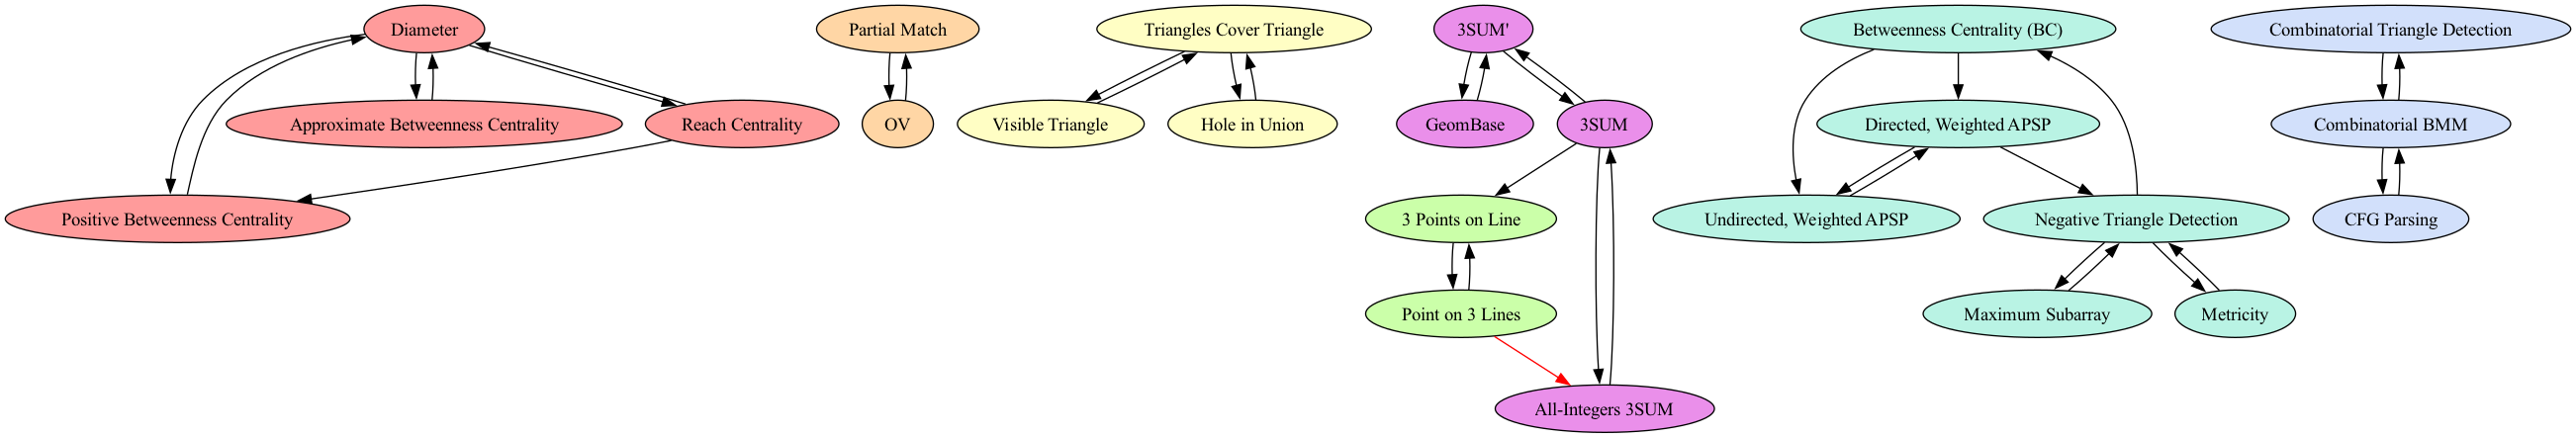 Diameter
Partial Match
Triangles Cover Triangle
3SUM'
Betweenness Centrality (BC)
Combinatorial Triangle Detection
Approximate Betweenness Centrality
Reach Centrality
OV
Visible Triangle
Hole in Union
GeomBase
3SUM
Directed, Weighted APSP
Combinatorial BMM
Positive Betweenness Centrality
3 Points on Line
Undirected, Weighted APSP
Negative Triangle Detection
CFG Parsing
Point on 3 Lines
Maximum Subarray
Metricity
All-Integers 3SUM